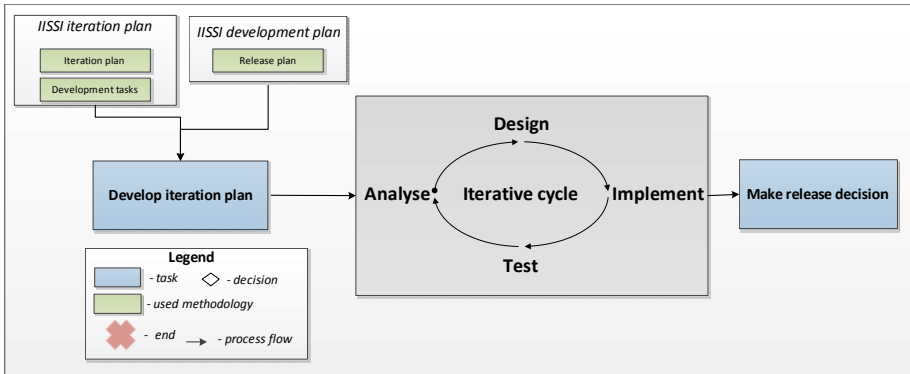 IISSI iteration plan
Iteration plan
Development tasks
IISSI development plan
Release plan
Develop iteration plan
Analyse
Design
Iterative cycle
Implement
Test
Make release decision
Legend
- task
- decision
- used methodology
- end
- process flow